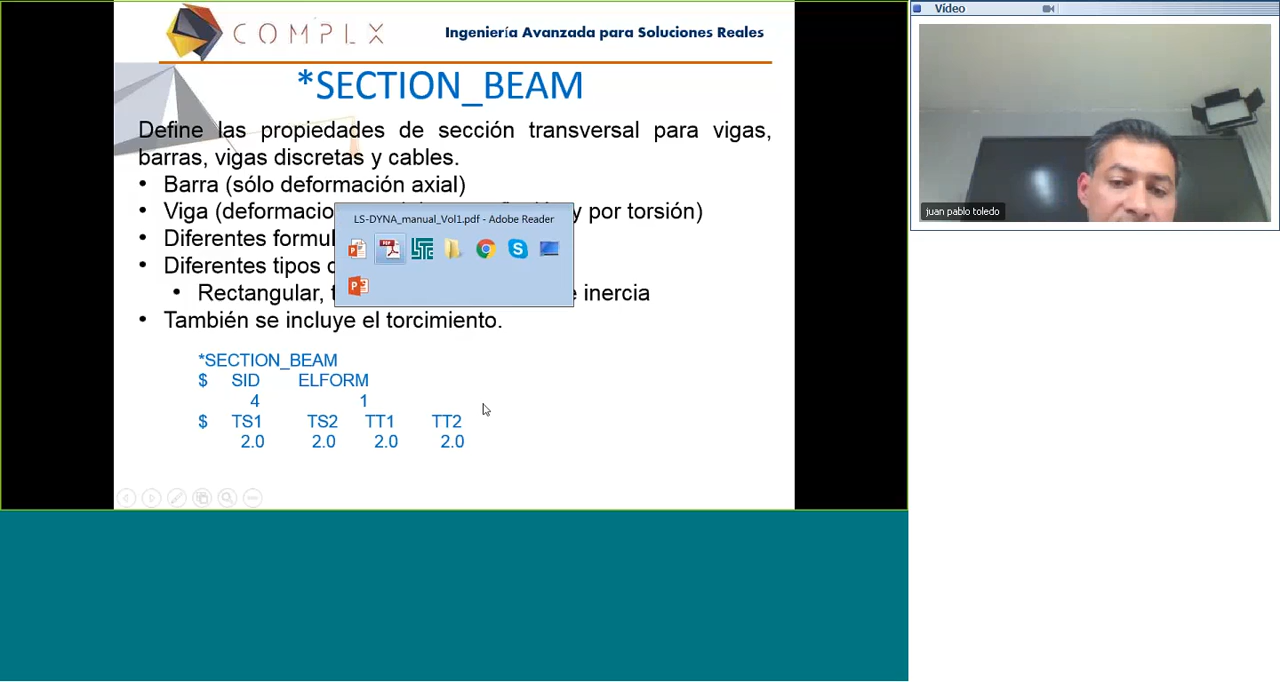 COMPLX
Ingeniería Avanzada para Soluciones Reales
*SECTION_BEAM
Define las propiedades de sección transversal para vigas,
barras, vigas discretas y cables.
• Barra (sólo deformación axial)
• Viga (deformacio y por torsión)
• Diferentes formul
• Diferentes tipos
• Rectangular, inercia
• También se incluye el torcimiento.
*SECTION_BEAM
$ SID ELFORM
4 1
$ TS1 TS2 TT1 TT2
2.0 2.0 2.0 2.0
LS-DYNA_manual_Vol1.pdf - Adobe Reader
Vídeo
juan pablo toledo